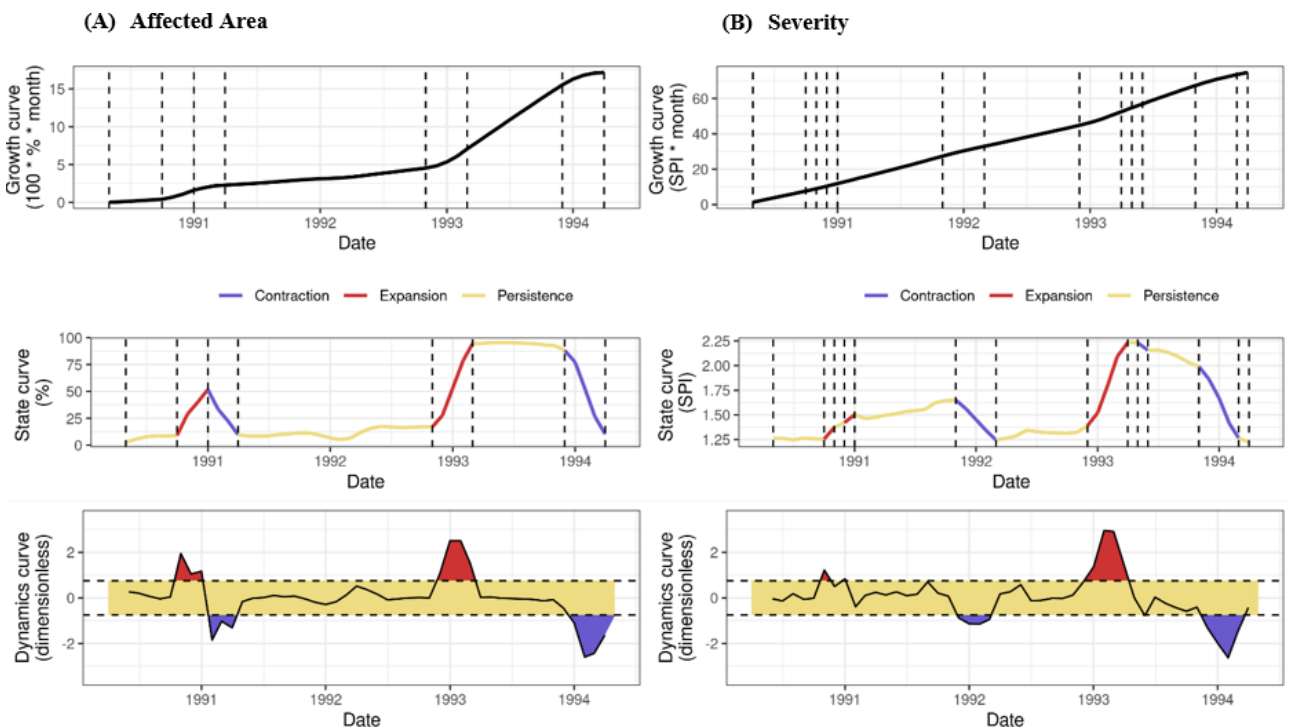 (A) Affected Area
Growth curve
(100 * % * month)
15
10
5
0
1991 1992 1993 1994
Date
Contraction Expansion Persistence
State curve
(%)
100
75
50
25
0
1991 1992 1993 1994
Date
Dynamics curve
(dimensionless)
2
0
-2
1991 1992 1993 1994
Date
(B) Severity
Growth curve
(SPI * month)
60
40
20
0
1991 1992 1993 1994
Date
Contraction Expansion Persistence
State curve
(SPI)
2.25
2.00
1.75
1.50
1.25
1991 1992 1993 1994
Date
Dynamics curve
(dimensionless)
2
0
-2
1991 1992 1993 1994
Date